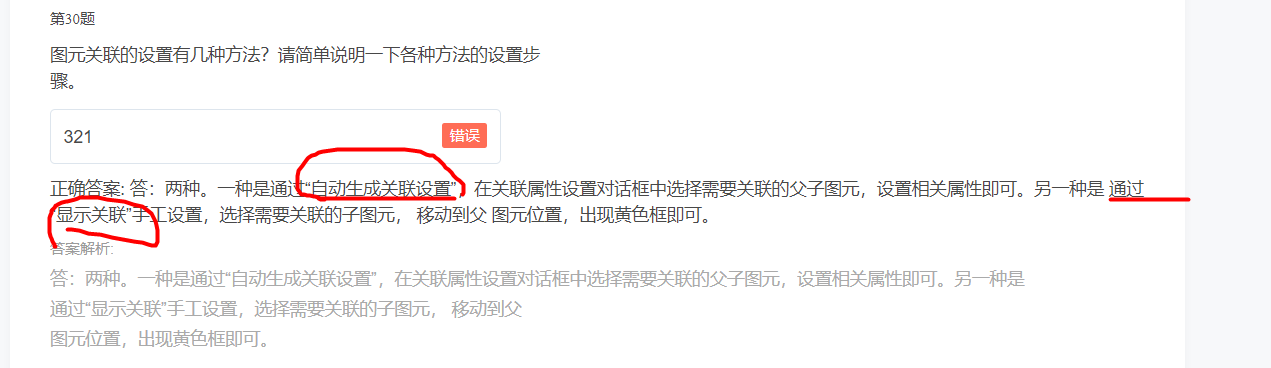 第30题
图元关联的设置有几种方法？请简单说明一下各种方法的设置步
骤。
321
错误
正确答案: 答：两种。一种是通过“自动生成关联设置”，在关联属性设置对话框中选择需要关联的父子图元，设置相关属性即可。另一种是 通过
“显示关联”手工设置，选择需要关联的子图元， 移动到父 图元位置，出现黄色框即可。
答案解析:
答：两种。一种是通过“自动生成关联设置”，在关联属性设置对话框中选择需要关联的父子图元，设置相关属性即可。另一种是
通过“显示关联”手工设置，选择需要关联的子图元， 移动到父
图元位置，出现黄色框即可。